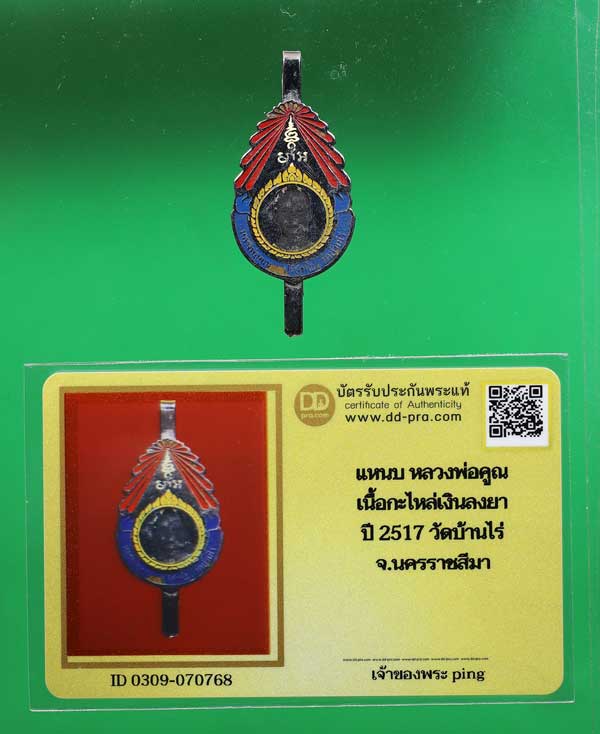 DD
pra.com
บัตรรับประกันพระแท้
certificate of Authenticity
www.dd-pra.com
แหนบ หลวงพ่อคูณ
เนื้อกะไหล่เงินลงยา
ปี 2517 วัดบ้านไร่
จ.นครราชสีมา
ID 0309-070768
เจ้าของพระ ping